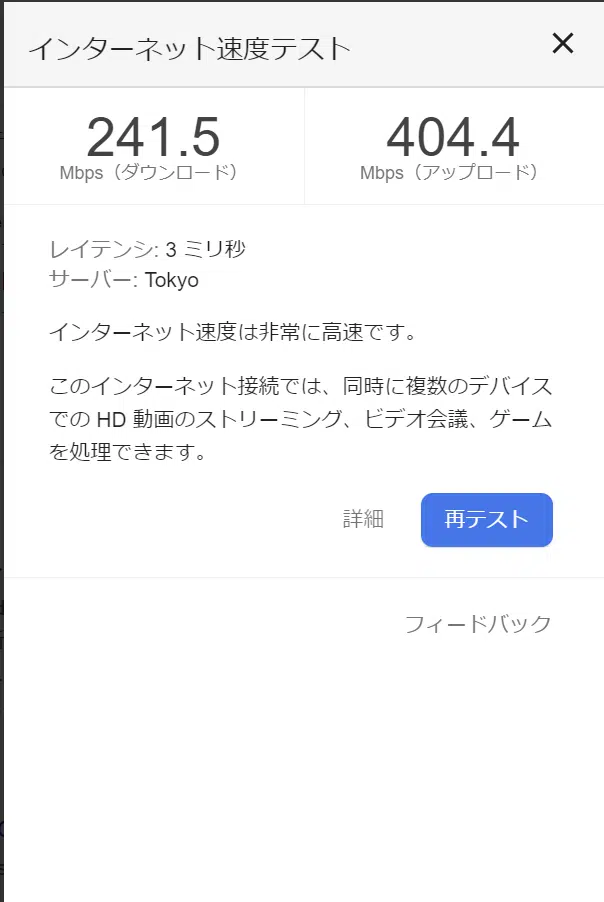 インターネット速度テスト
241.5
Mbps（ダウンロード）
404.4
Mbps（アップロード）
レイテンシ: 3 ミリ秒
サーバー: Tokyo
インターネット速度は非常に高速です。
このインターネット接続では、同時に複数のデバイス
での HD 動画のストリーミング、ビデオ会議、ゲーム
を処理できます。
詳細
再テスト
フィードバック